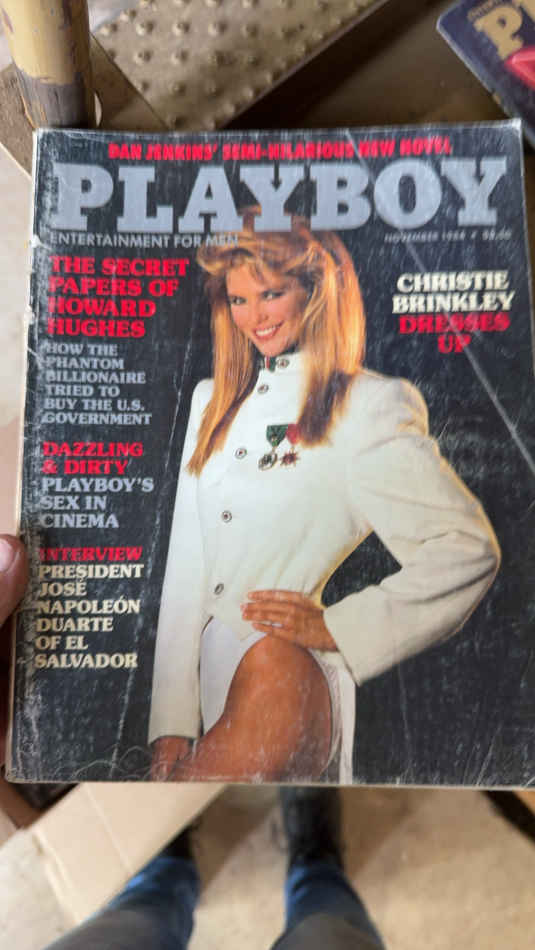 DAN JENKINS' SEMI-HILARIOUS NEW NOVEL
PLAYBOY
ENTERTAINMENT FOR MEN
NOVEMBER 1984 •
THE SECRET
PAPERS OF
HOWARD
HUGHES
HOW THE
PHANTOM
BILLIONAIRE
TRIED TO
BUY THE U.S.
GOVERNMENT
DAZZLING
& DIRTY
PLAYBOY'S
SEX IN
CINEMA
INTERVIEW
PRESIDENT
JOSÉ
NAPOLEÓN
DUARTE
OF EL
SALVADOR
CHRISTIE
BRINKLEY
DRESSES
UP
P